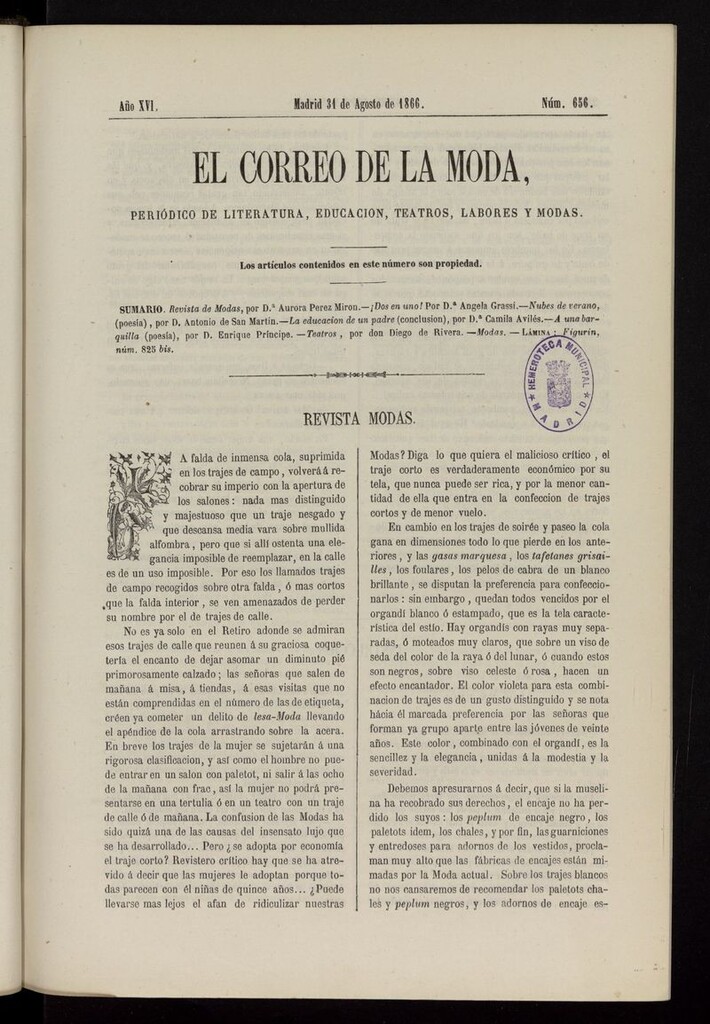 Año XVI.
Madrid 31 de Agosto de 1866.
Núm. 656.
EL CORREO DE LA MODA,
PERIÓDICO DE LITERATURA, EDUCACION, TEATROS, LABORES Y MODAS.
Los artículos contenidos en este número son propiedad.
SUMARIO. Revista de Modas, por D.ª Aurora Perez Miron.—¡Dos en uno! Por D.ª Angela Grassi.—Nubes de verano,
(poesía), por D. Antonio de San Martin.—La educacion de un padre (conclusion), por D.ª Camila Avilés.—A una bar-
quilla (poesía), por D. Enrique Príncipe.—Teatros, por don Diego de Rivera.—Modas.—LÁMINA: Figurin,
núm. 825 bis.
HEMEROTECA MUNICIPAL
MADRID
REVISTA MODAS.
LA falda de inmensa cola, suprimida
en los trajes de campo, volverá á re-
cobrar su imperio con la apertura de
los salones: nada mas distinguido
y majestuoso que un traje nesgado y
que descansa media vara sobre mullida
alfombra, pero que si allí ostenta una ele-
gancia imposible de reemplazar, en la calle
es de un uso imposible. Por eso los llamados trajes
de campo recogidos sobre otra falda, ó mas cortos
que la falda interior, se ven amenazados de perder
su nombre por el de trajes de calle.
No es ya solo en el Retiro adonde se admiran
esos trajes de calle que reunen á su graciosa coque-
tería el encanto de dejar asomar un diminuto pié
primorosamente calzado; las señoras que salen de
mañana á misa, á tiendas, á esas visitas que no
están comprendidas en el número de las de etiqueta,
créen ya cometer un delito de lesa-Moda llevando
el apéndice de la cola arrastrando sobre la acera.
En breve los trajes de la mujer se sujetarán á una
rigorosa clasificacion, y así como el hombre no pue-
de entrar en un salon con paletot, ni salir á las ocho
de la mañana con frac, así la mujer no podrá pre-
sentarse en una tertulia ó en un teatro con un traje
de calle ó de mañana. La confusion de las Modas ha
sido quizá una de las causas del insensato lujo que
se ha desarrollado... Pero ¿se adopta por economía
el traje corto? Revistero crítico hay que se ha atre-
vido á decir que las mujeres le adoptan porque to-
das parecen con él niñas de quince años... ¿Puede
llevarse mas lejos el afan de ridiculizar nuestras
Modas? Diga lo que quiera el malicioso crítico, el
traje corto es verdaderamente económico por su
tela, que nunca puede ser rica, y por la menor can-
tidad de ella que entra en la confeccion de trajes
cortos y de menor vuelo.
En cambio en los trajes de soirée y paseo la cola
gana en dimensiones todo lo que pierde en los ante-
riores, y las gasas marquesa, los tafetanes grisai-
lles, los foulares, los pelos de cabra de un blanco
brillante, se disputan la preferencia para confeccio-
narlos: sin embargo, quedan todos vencidos por el
organdí blanco ó estampado, que es la tela caracte-
rística del estío. Hay organdís con rayas muy sepa-
radas, ó moteados muy claros, que sobre un viso de
seda del color de la raya ó del lunar, ó cuando estos
son negros, sobre viso celeste ó rosa, hacen un
efecto encantador. El color violeta para esta combi-
nacion de trajes es de un gusto distinguido y se nota
hácia él marcada preferencia por las señoras que
forman ya grupo aparte entre las jóvenes de veinte
años. Este color, combinado con el organdí, es la
sencillez y la elegancia, unidas á la modestia y la
severidad.
Debemos apresurarnos á decir, que si la museli-
na ha recobrado sus derechos, el encaje no ha per-
dido los suyos: los peplum de encaje negro, los
paletots idem, los chales, y por fin, las guarniciones
y entredoses para adornos de los vestidos, procla-
man muy alto que las fábricas de encajes están mi-
madas por la Moda actual. Sobre los trajes blancos
no nos cansaremos de recomendar los paletots cha-
les y peplum negros, y los adornos de encaje es-